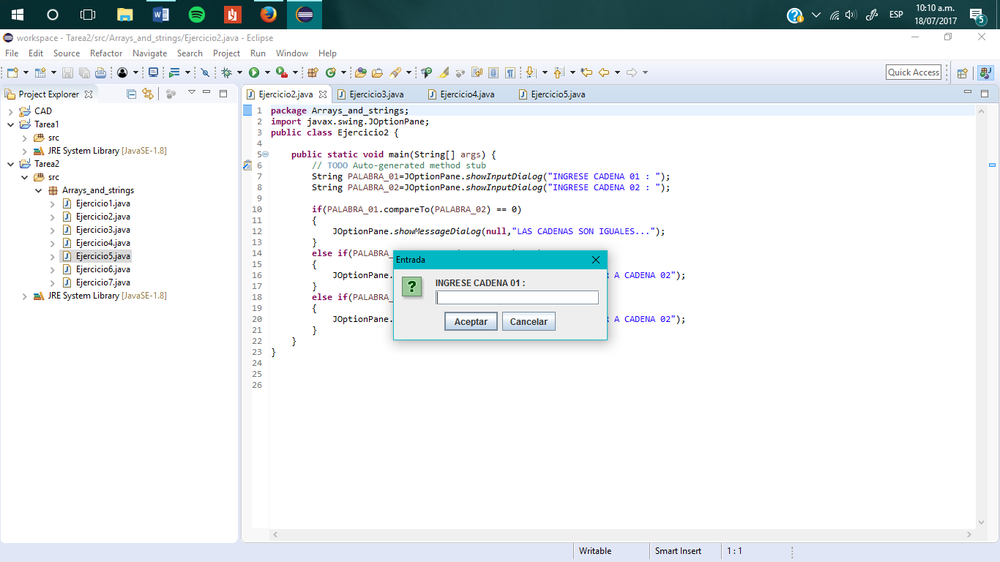 ESP
10:10 a.m.
18/07/2017
5
workspace - Tarea2/src/Arrays_and_strings/Ejercicio2.java - Eclipse
File Edit Source Refactor Navigate Search Project Run Window Help
Quick Access
Project Explorer
CAD
Tarea1
src
JRE System Library [JavaSE-1.8]
Tarea2
src
Arrays_and_strings
Ejercicio1.java
Ejercicio2.java
Ejercicio3.java
Ejercicio4.java
Ejercicio5.java
Ejercicio6.java
Ejercicio7.java
JRE System Library [JavaSE-1.8]
Ejercicio2.java Ejercicio3.java Ejercicio4.java Ejercicio5.java
1 package Arrays_and_strings;
2 import javax.swing.JOptionPane;
3 public class Ejercicio2 {
4
5 public static void main(String[] args) {
6 // TODO Auto-generated method stub
7 String PALABRA_01=JOptionPane.showInputDialog("INGRESE CADENA 01 : ");
8 String PALABRA_02=JOptionPane.showInputDialog("INGRESE CADENA 02 : ");
9
10 if(PALABRA_01.compareTo(PALABRA_02) == 0)
11 {
12 JOptionPane.showMessageDialog(null,"LAS CADENAS SON IGUALES...");
13 }
14 else if(PALABRA_
15 {
16 JOptionPane. A CADENA 02");
17 }
18 else if(PALABRA_
19 {
20 JOptionPane. A CADENA 02");
21 }
22 }
23 }
24
25
26
Entrada
INGRESE CADENA 01 :
Aceptar Cancelar
Writable Smart Insert 1 : 1